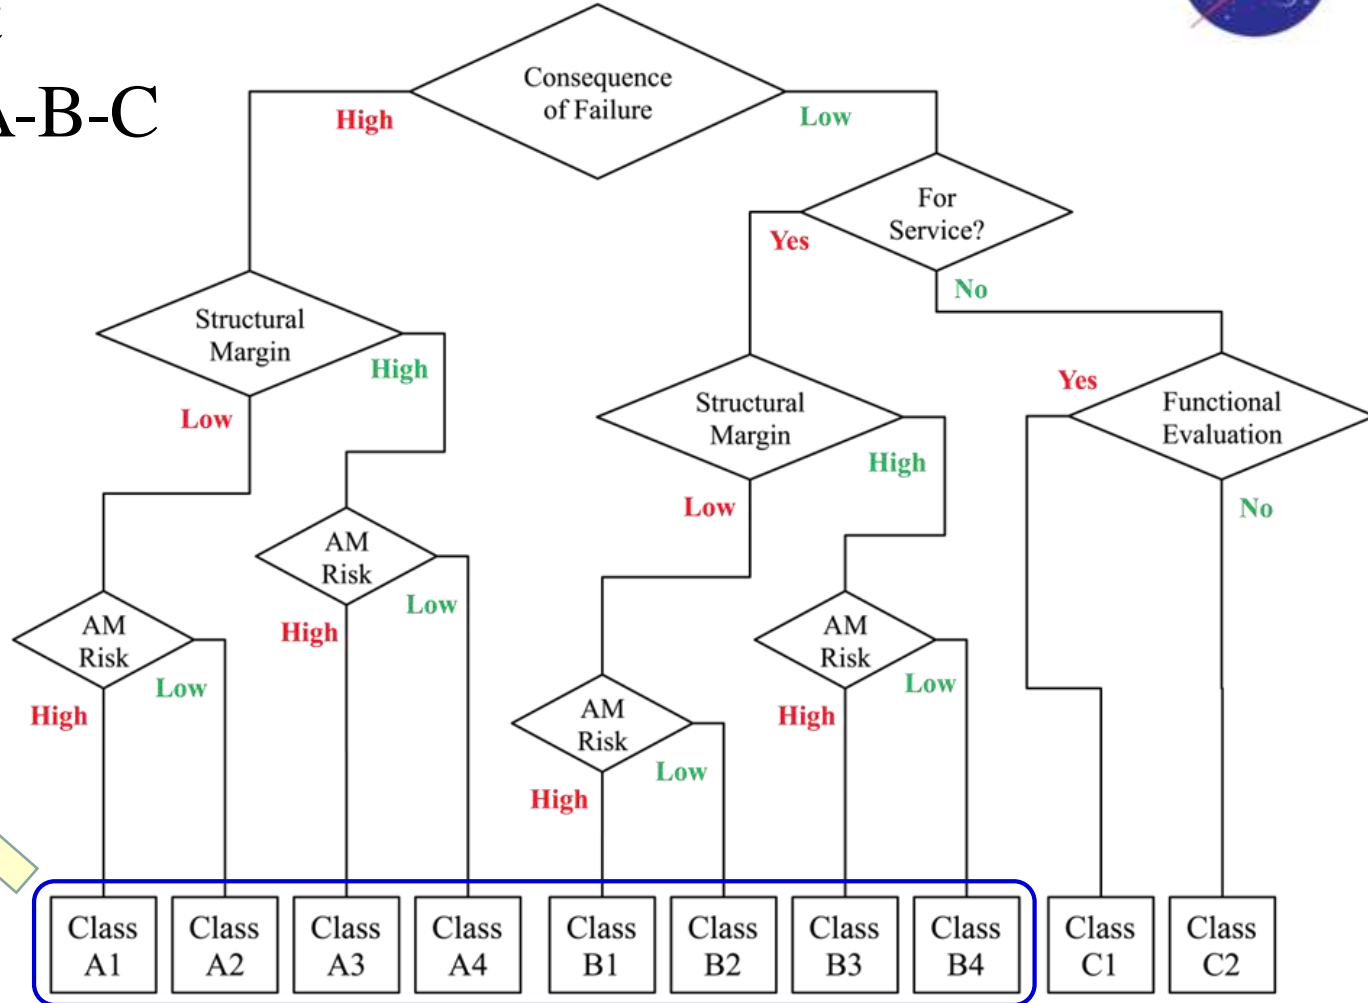 A-B-C
Consequence
of Failure
High
Low
For
Service?
Yes
No
Structural
Margin
High
Low
Structural
Margin
High
Low
Yes
Functional
Evaluation
No
AM
Risk
Low
High
AM
Risk
Low
High
AM
Risk
Low
High
AM
Risk
Low
High
Class
A1
Class
A2
Class
A3
Class
A4
Class
B1
Class
B2
Class
B3
Class
B4
Class
C1
Class
C2